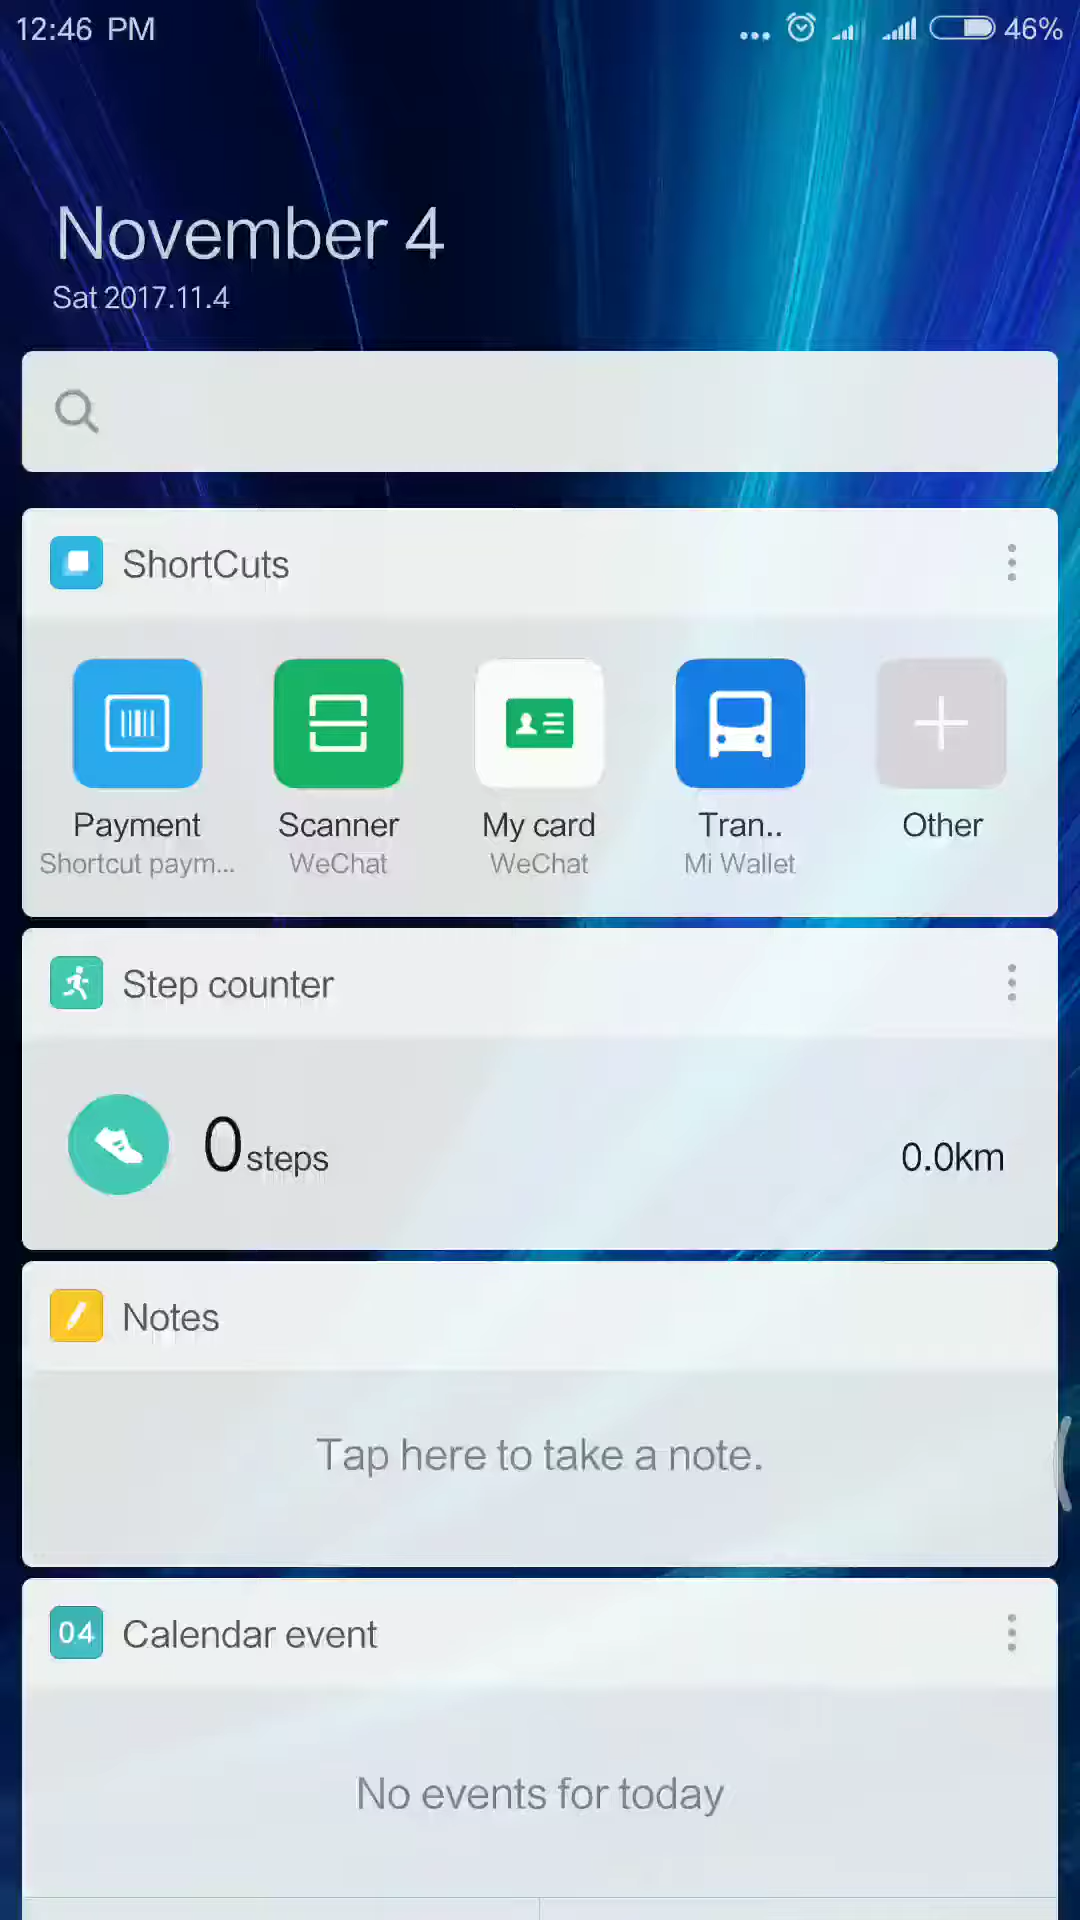 12:46 PM
46%
November 4
Sat 2017.11.4
ShortCuts
Payment Scanner My card Tran.. Other
Shortcut paym... WeChat WeChat Mi Wallet
Step counter
0 steps 0.0km
Notes
Tap here to take a note.
04 Calendar event
No events for today